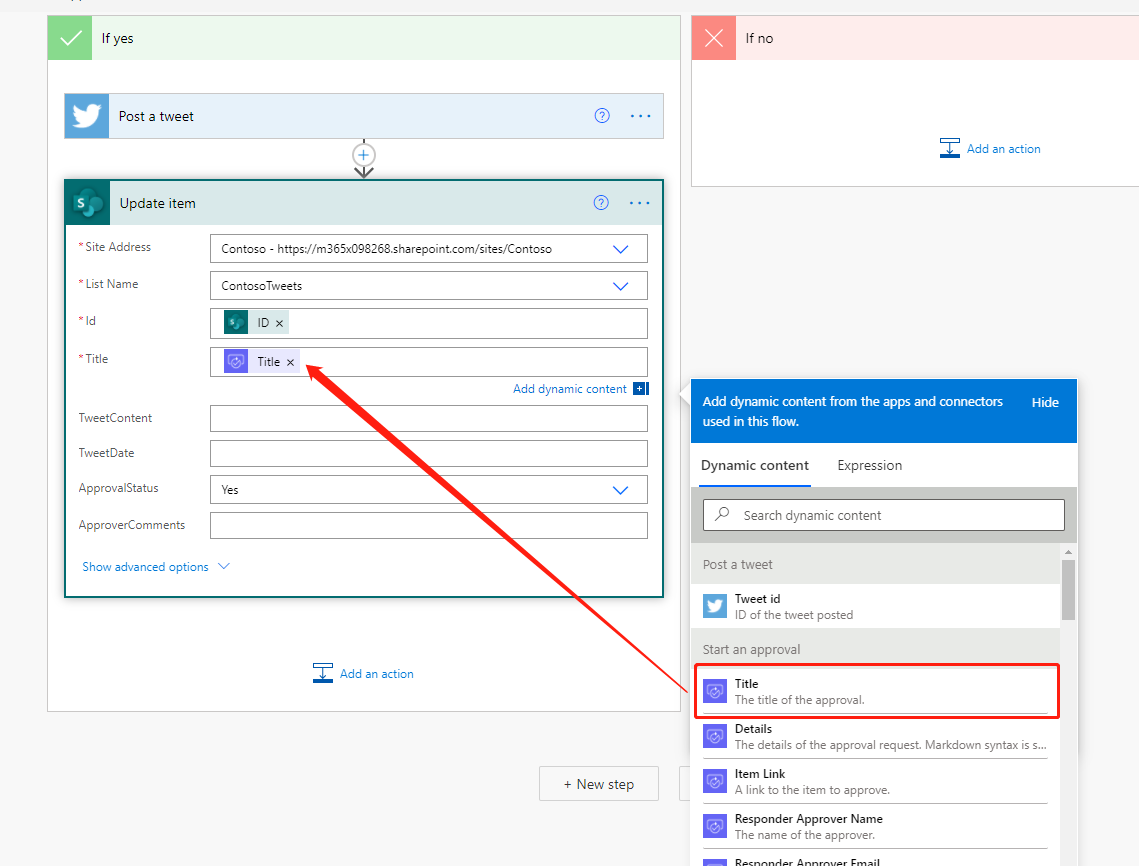 If yes
If no
Post a tweet
Add an action
Update item
* Site Address
Contoso - https://m365x098268.sharepoint.com/sites/Contoso
* List Name
ContosoTweets
* Id
ID ×
* Title
Title ×
Add dynamic content
TweetContent
TweetDate
ApprovalStatus
Yes
ApproverComments
Show advanced options
Add an action
+ New step
Add dynamic content from the apps and connectors
used in this flow.
Hide
Dynamic content
Expression
Search dynamic content
Post a tweet
Tweet id
ID of the tweet posted
Start an approval
Title
The title of the approval.
Details
The details of the approval request. Markdown syntax is s...
Item Link
A link to the item to approve.
Responder Approver Name
The name of the approver.
Responder Approver Email